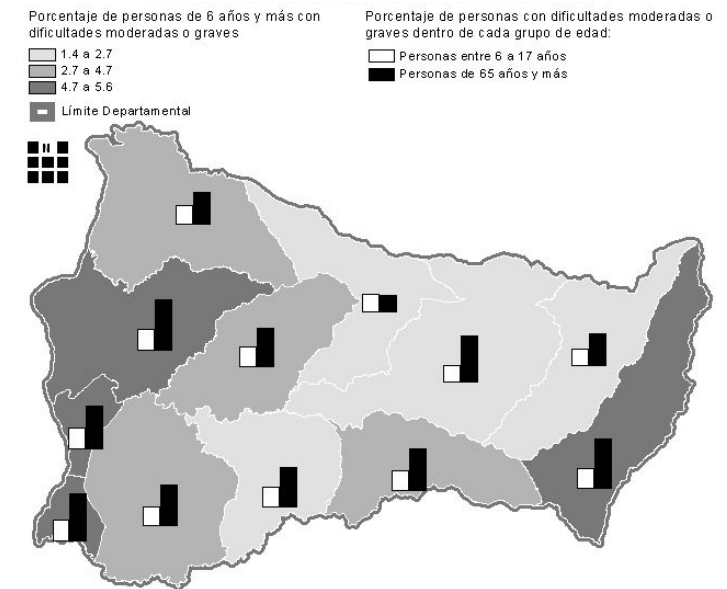 Porcentaje de personas de 6 años y más con
dificultades moderadas o graves
1.4 a 2.7
2.7 a 4.7
4.7 a 5.6
Límite Departamental
Porcentaje de personas con dificultades moderadas o
graves dentro de cada grupo de edad:
Personas entre 6 a 17 años
Personas de 65 años y más
N